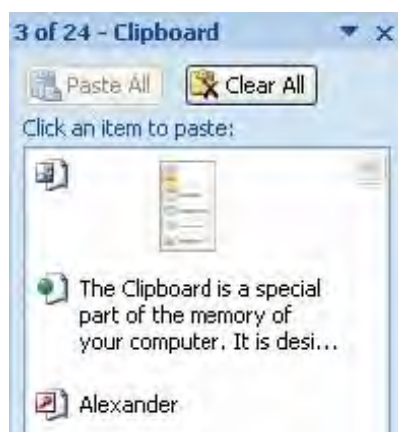 3 of 24 - Clipboard
Paste All Clear All
Click an item to paste:
The Clipboard is a special
part of the memory of
your computer. It is desi...
Alexander